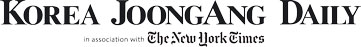 KOREA JOONGANG DAILY
in association with The New York Times